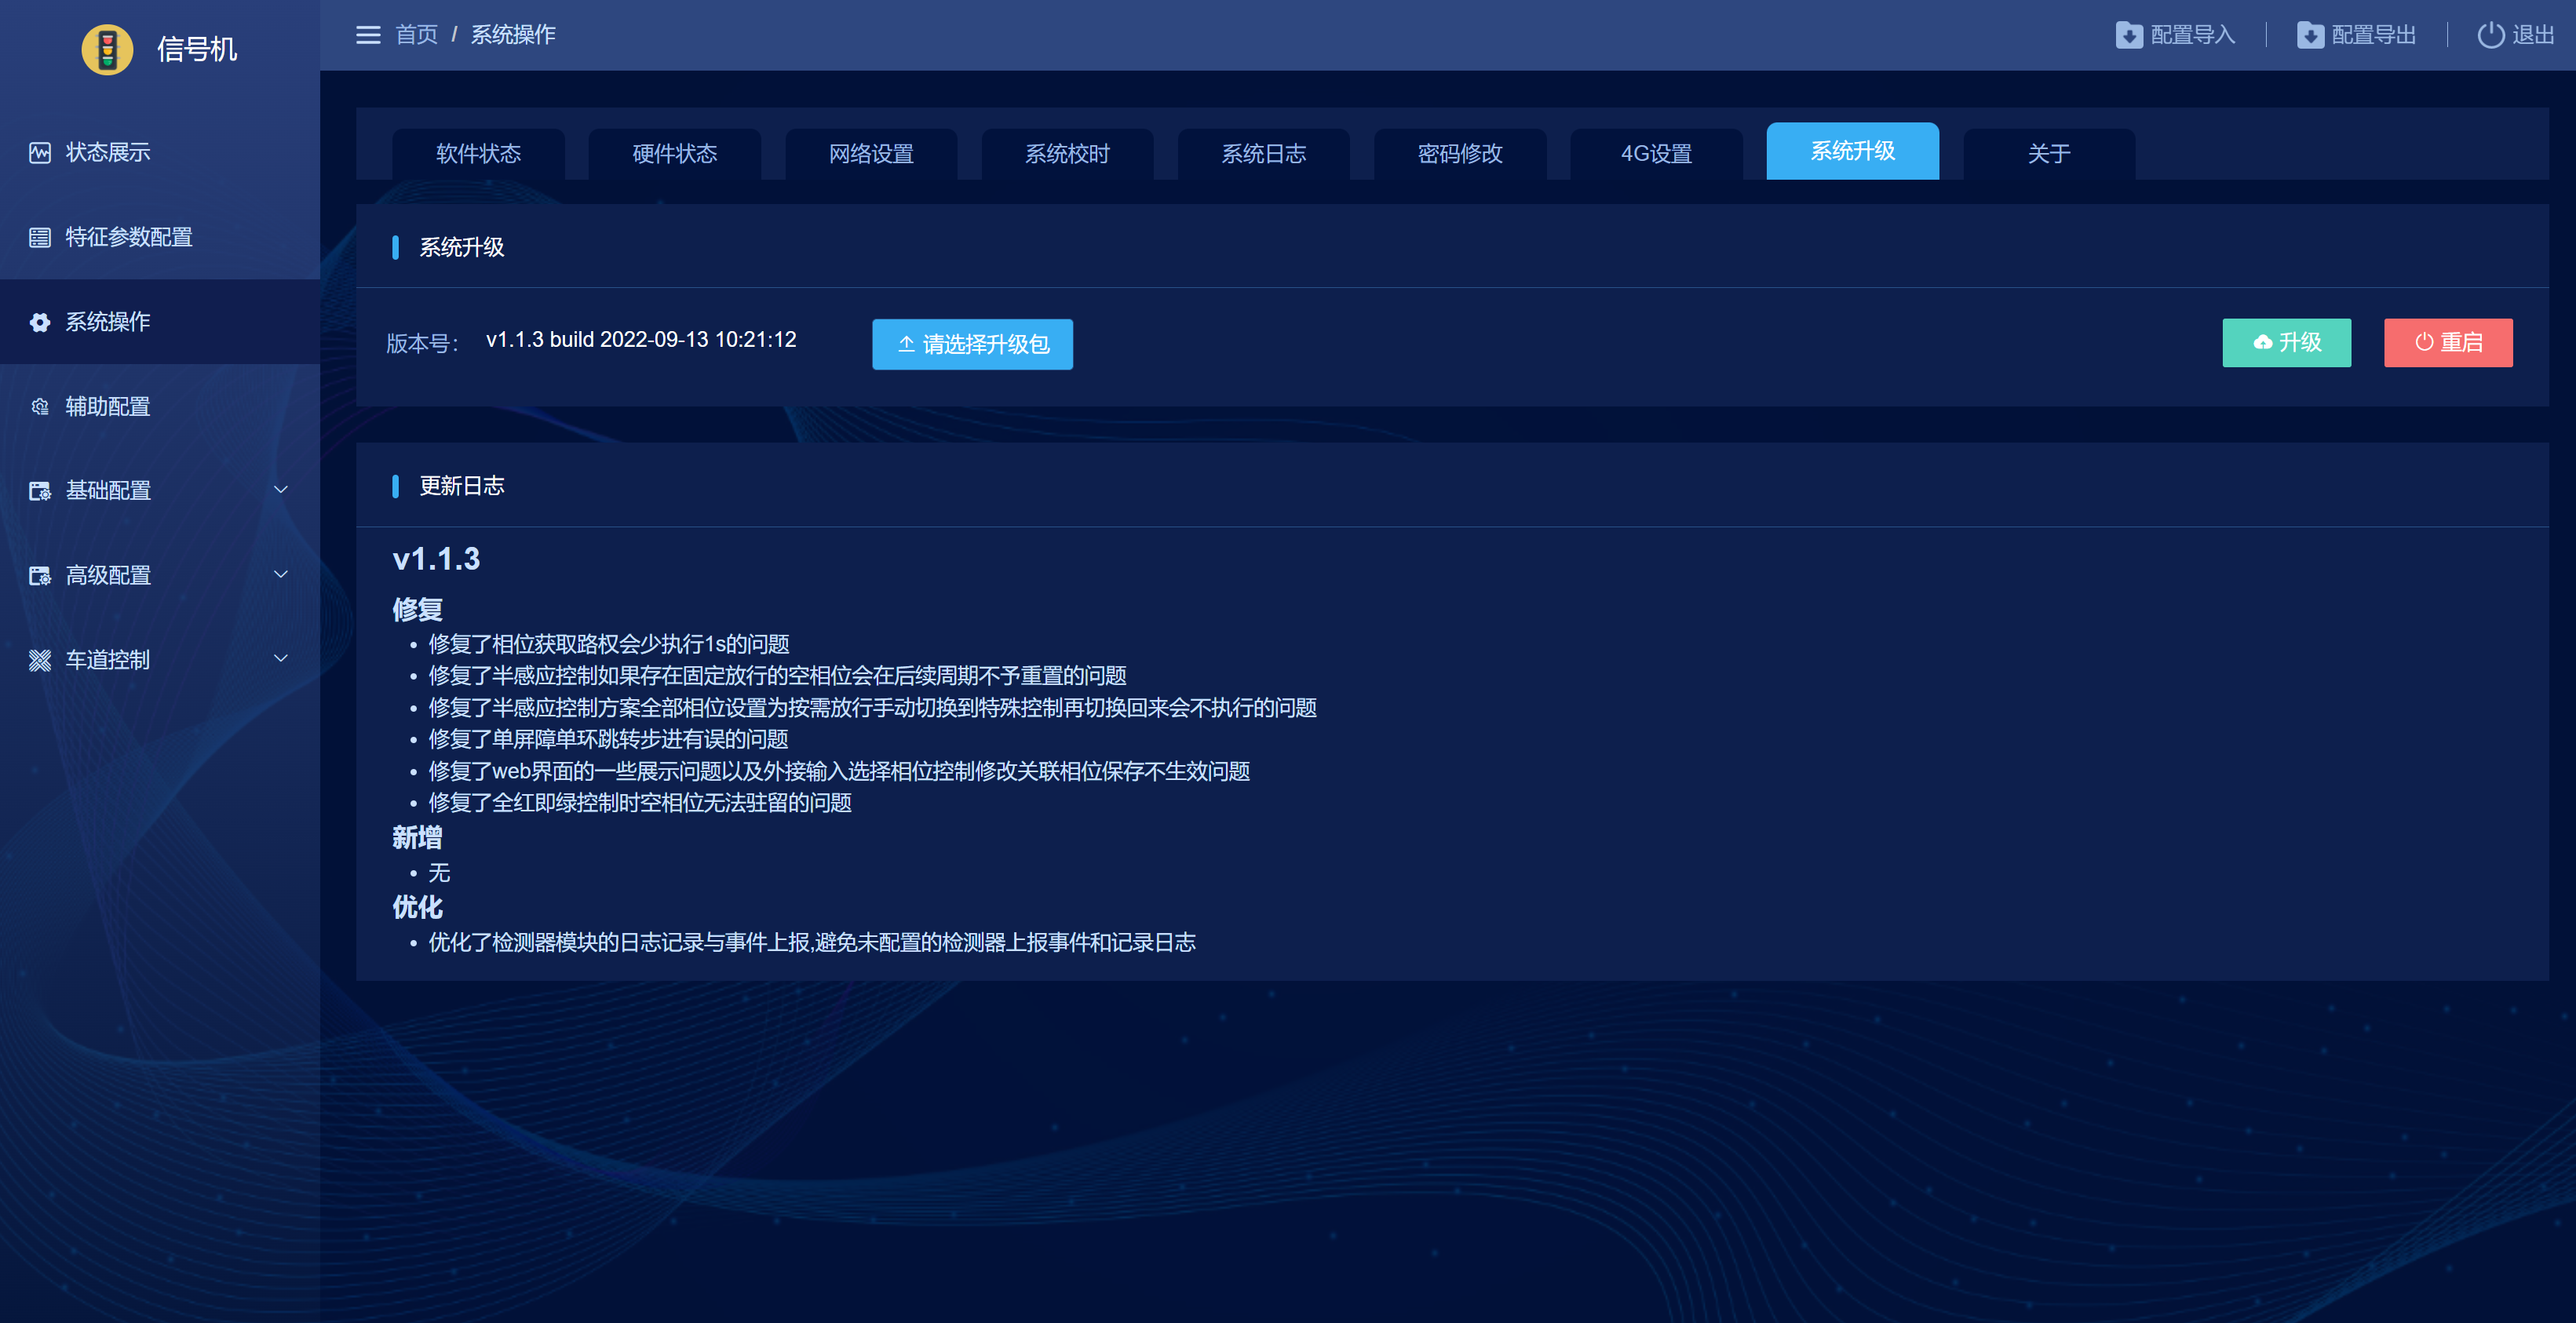 信号机
首页 / 系统操作
配置导入
配置导出
退出
状态展示
特征参数配置
系统操作
辅助配置
基础配置
高级配置
车道控制
软件状态
硬件状态
网络设置
系统校时
系统日志
密码修改
4G设置
系统升级
关于
系统升级
版本号： v1.1.3 build 2022-09-13 10:21:12
请选择升级包
升级
重启
更新日志
v1.1.3
修复
• 修复了相位获取路权会少执行1s的问题
• 修复了半感应控制如果存在固定放行的空相位会在后续周期不予重置的问题
• 修复了半感应控制方案全部相位设置为按需放行手动切换到特殊控制再切换回来会不执行的问题
• 修复了单屏障单环跳转步进有误的问题
• 修复了web界面的一些展示问题以及外接输入选择相位控制修改关联相位保存不生效问题
• 修复了全红即绿控制时空相位无法驻留的问题
新增
• 无
优化
• 优化了检测器模块的日志记录与事件上报,避免未配置的检测器上报事件和记录日志